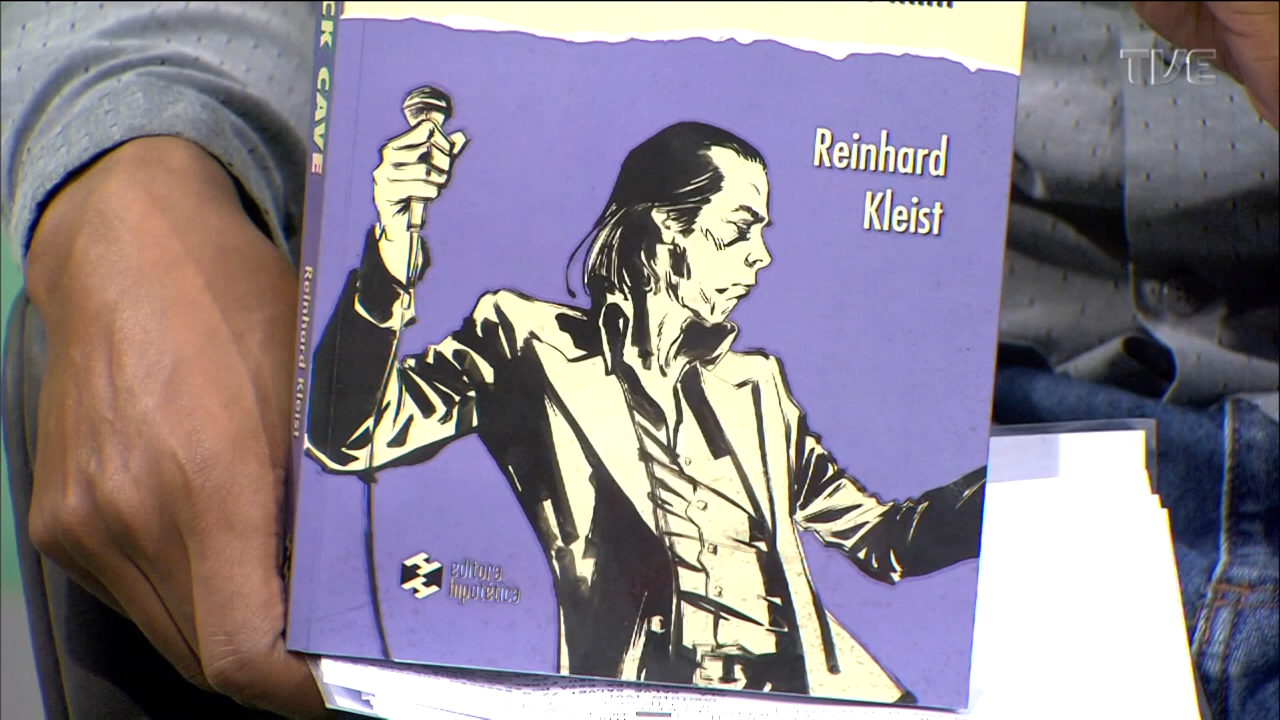 CK CAVE
TVE
Reinhard
Kleist
Reinhard Kleist
editora
hipotética